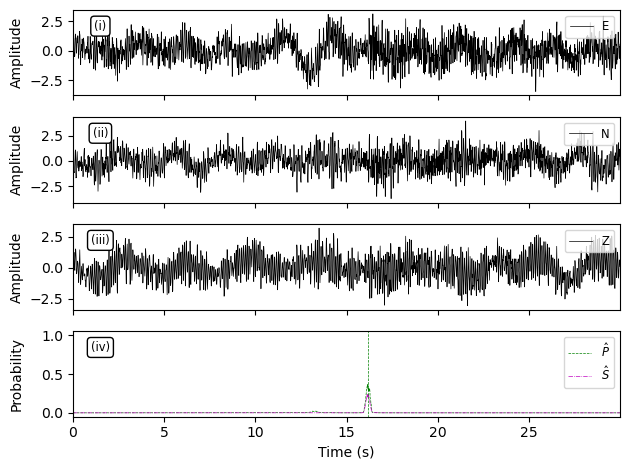 (i)
E
Amplitude
2.5
0.0
−2.5
(ii)
N
Amplitude
2.5
0.0
−2.5
(iii)
Z
Amplitude
2.5
0.0
−2.5
(iv)
P̂
Ŝ
Probability
1.0
0.5
0.0
0 5 10 15 20 25
Time (s)